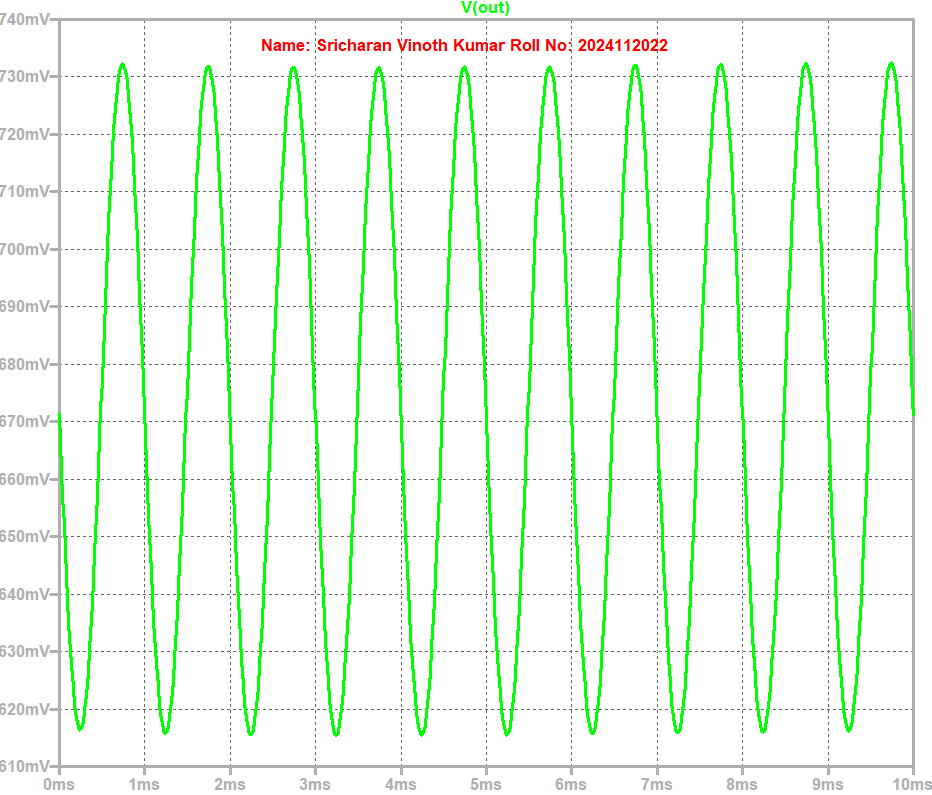 V(out)
Name: Sricharan Vinoth Kumar Roll No: 2024112022
740mV
730mV
720mV
710mV
700mV
690mV
680mV
670mV
660mV
650mV
640mV
630mV
620mV
610mV
0ms 1ms 2ms 3ms 4ms 5ms 6ms 7ms 8ms 9ms 10ms